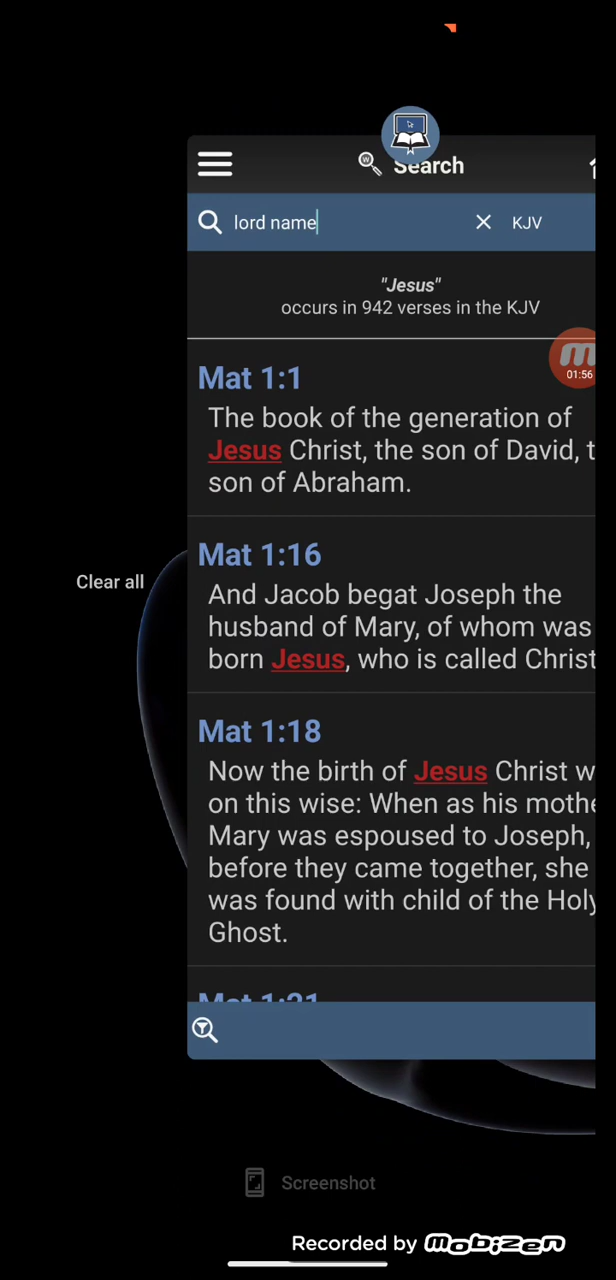 Search
lord name
KJV
"Jesus"
occurs in 942 verses in the KJV
01:56
Mat 1:1
The book of the generation of
Jesus Christ, the son of David, t
son of Abraham.
Mat 1:16
And Jacob begat Joseph the
husband of Mary, of whom was
born Jesus, who is called Christ
Clear all
Mat 1:18
Now the birth of Jesus Christ w
on this wise: When as his mothe
Mary was espoused to Joseph,
before they came together, she
was found with child of the Holy
Ghost.
Mat 1:21
Screenshot
Recorded by mobizen